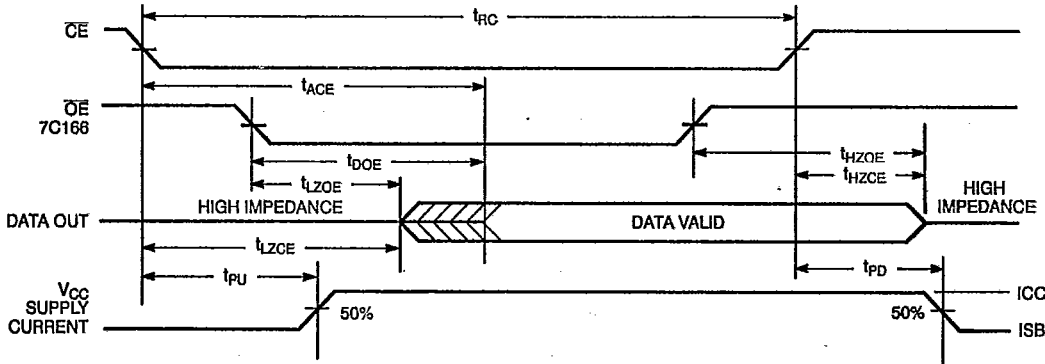 tRC
CE
tACE
OE
7C166
tDOE
tHZOE
tLZOE
tHZCE
HIGH IMPEDANCE
HIGH
IMPEDANCE
DATA OUT
DATA VALID
tLZCE
tPU
tPD
VCC
SUPPLY
CURRENT
50%
50%
ICC
ISB